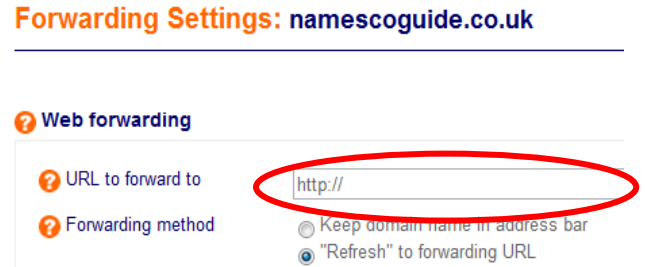 Forwarding Settings: namescoguide.co.uk
Web forwarding
URL to forward to http://
Forwarding method Keep domain name in address bar
"Refresh" to forwarding URL